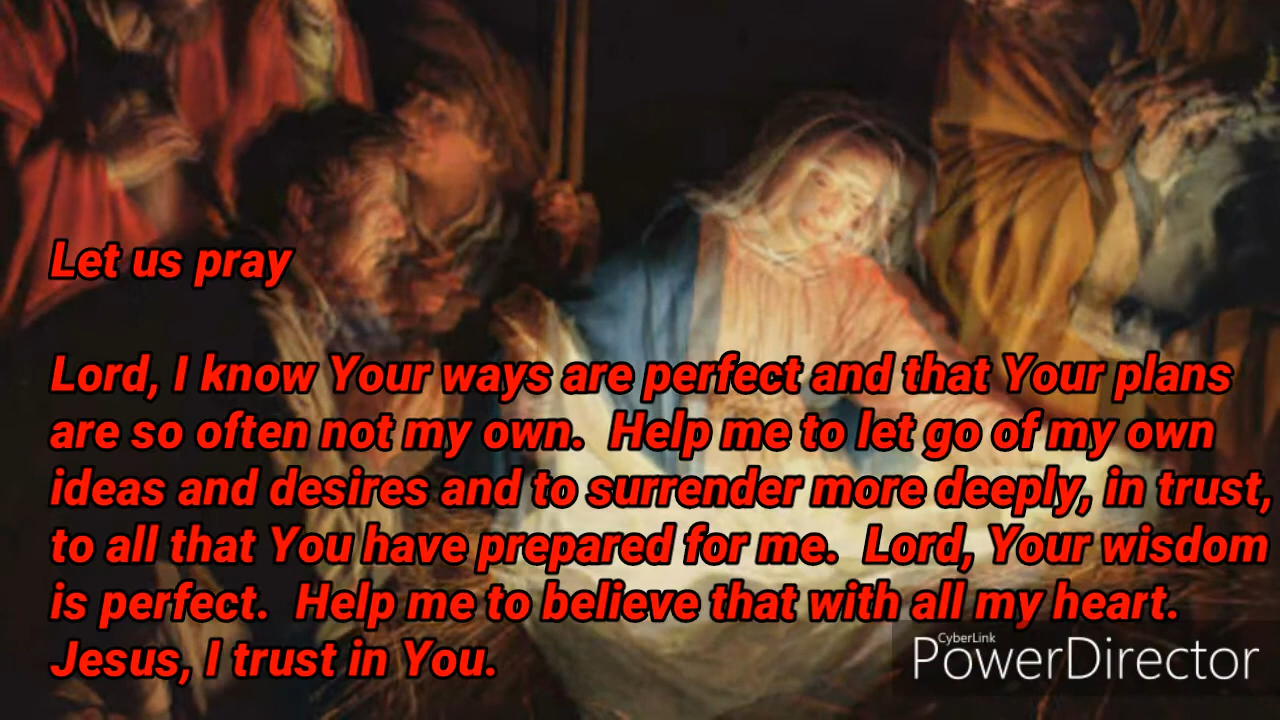 Let us pray
Lord, I know Your ways are perfect and that Your plans
are so often not my own.  Help me to let go of my own
ideas and desires and to surrender more deeply, in trust,
to all that You have prepared for me.  Lord, Your wisdom
is perfect.  Help me to believe that with all my heart.
Jesus, I trust in You.
CyberLink
PowerDirector